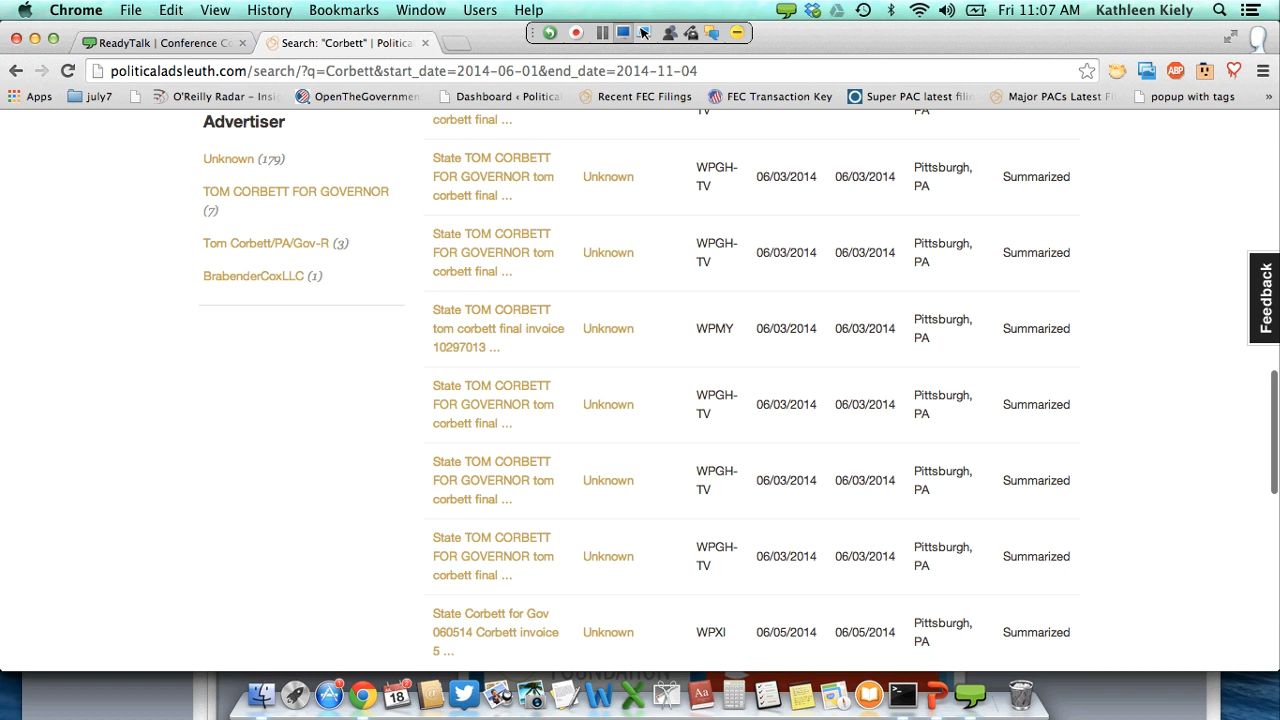 Chrome File Edit View History Bookmarks Window Users Help
Fri 11:07 AM Kathleen Kiely
ReadyTalk | Conference C
Search: "Corbett" | Politica
politicaladsleuth.com/search/?q=Corbett&start_date=2014-06-01&end_date=2014-11-04
ABP
Apps july7 O'Reilly Radar - Insi OpenTheGovernmen Dashboard ‹ Political Recent FEC Filings FEC Transaction Key Super PAC latest filin Major PACs Latest Fi popup with tags »
Advertiser
Unknown (179)
TOM CORBETT FOR GOVERNOR
(7)
Tom Corbett/PA/Gov-R (3)
BrabenderCoxLLC (1)
corbett final ...
TV
PA
State TOM CORBETT
FOR GOVERNOR tom
corbett final ...
Unknown
WPGH-
TV
06/03/2014
06/03/2014
Pittsburgh,
PA
Summarized
State TOM CORBETT
FOR GOVERNOR tom
corbett final ...
Unknown
WPGH-
TV
06/03/2014
06/03/2014
Pittsburgh,
PA
Summarized
State TOM CORBETT
tom corbett final invoice
10297013 ...
Unknown
WPMY
06/03/2014
06/03/2014
Pittsburgh,
PA
Summarized
State TOM CORBETT
FOR GOVERNOR tom
corbett final ...
Unknown
WPGH-
TV
06/03/2014
06/03/2014
Pittsburgh,
PA
Summarized
State TOM CORBETT
FOR GOVERNOR tom
corbett final ...
Unknown
WPGH-
TV
06/03/2014
06/03/2014
Pittsburgh,
PA
Summarized
State TOM CORBETT
FOR GOVERNOR tom
corbett final ...
Unknown
WPGH-
TV
06/03/2014
06/03/2014
Pittsburgh,
PA
Summarized
State Corbett for Gov
060514 Corbett invoice
5 ...
Unknown
WPXI
06/05/2014
06/05/2014
Pittsburgh,
PA
Summarized
Feedback
FOUNDATION
18